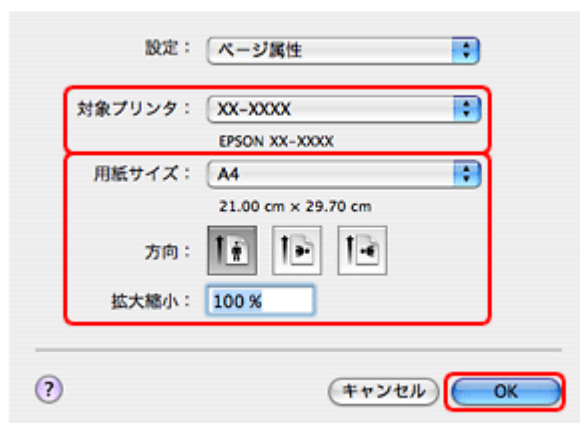 設定： ページ属性
対象プリンタ： XX-XXXX
EPSON XX-XXXX
用紙サイズ： A4
21.00 cm × 29.70 cm
方向：
拡大縮小： 100 %
? キャンセル OK